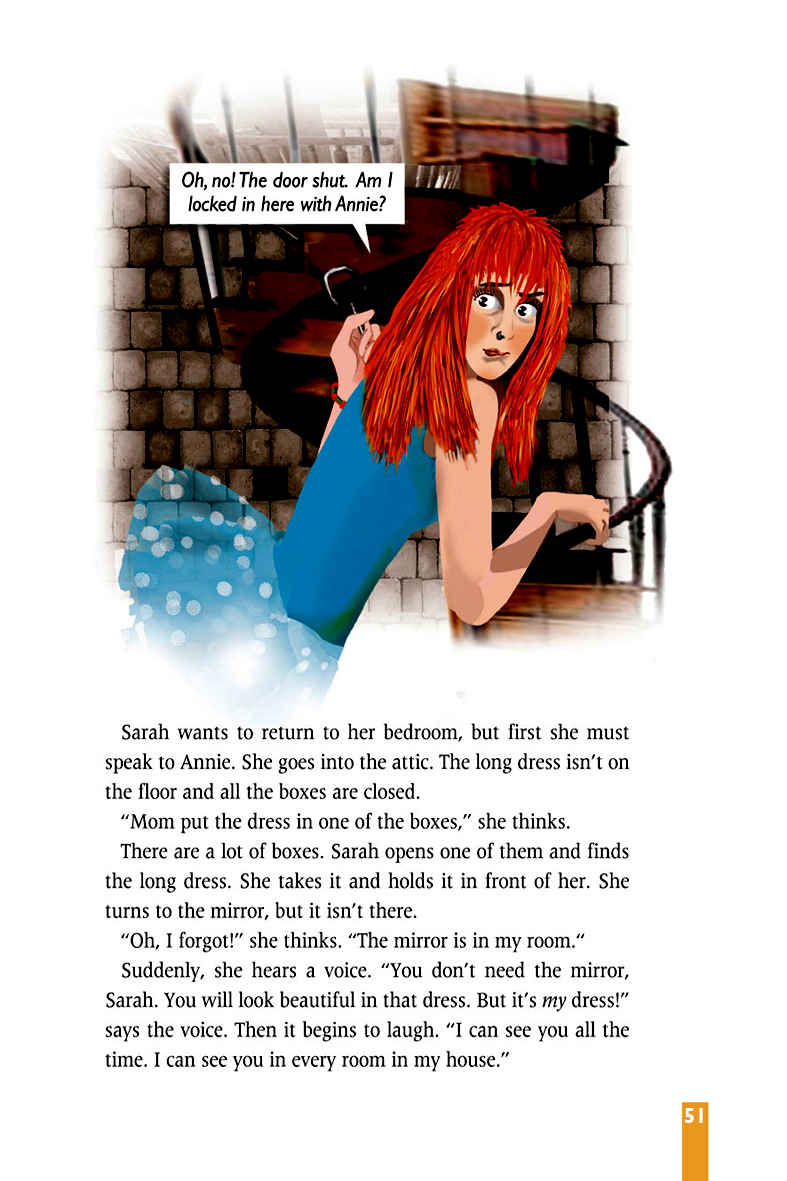 Oh, no! The door shut. Am I
locked in here with Annie?
Sarah wants to return to her bedroom, but first she must
speak to Annie. She goes into the attic. The long dress isn’t on
the floor and all the boxes are closed.
“Mom put the dress in one of the boxes,” she thinks.
There are a lot of boxes. Sarah opens one of them and finds
the long dress. She takes it and holds it in front of her. She
turns to the mirror, but it isn’t there.
“Oh, I forgot!” she thinks. “The mirror is in my room.“
Suddenly, she hears a voice. “You don’t need the mirror,
Sarah. You will look beautiful in that dress. But it’s my dress!”
says the voice. Then it begins to laugh. “I can see you all the
time. I can see you in every room in my house.”
51